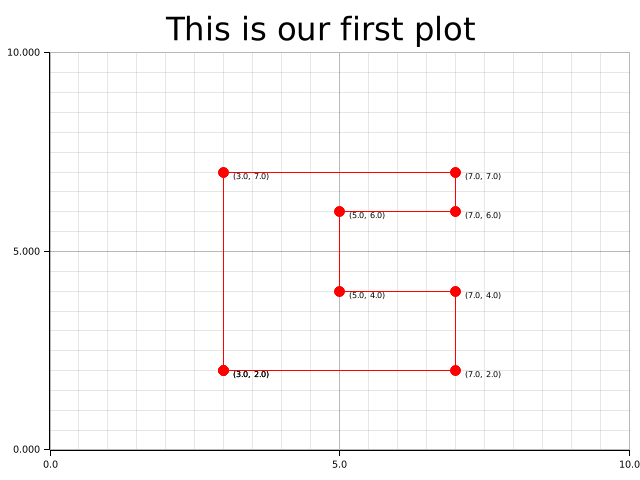 This is our first plot
10.000
(3.0, 7.0) (7.0, 7.0)
(5.0, 6.0) (7.0, 6.0)
5.000
(5.0, 4.0) (7.0, 4.0)
(3.0, 2.0) (7.0, 2.0)
0.000
0.0 5.0 10.0